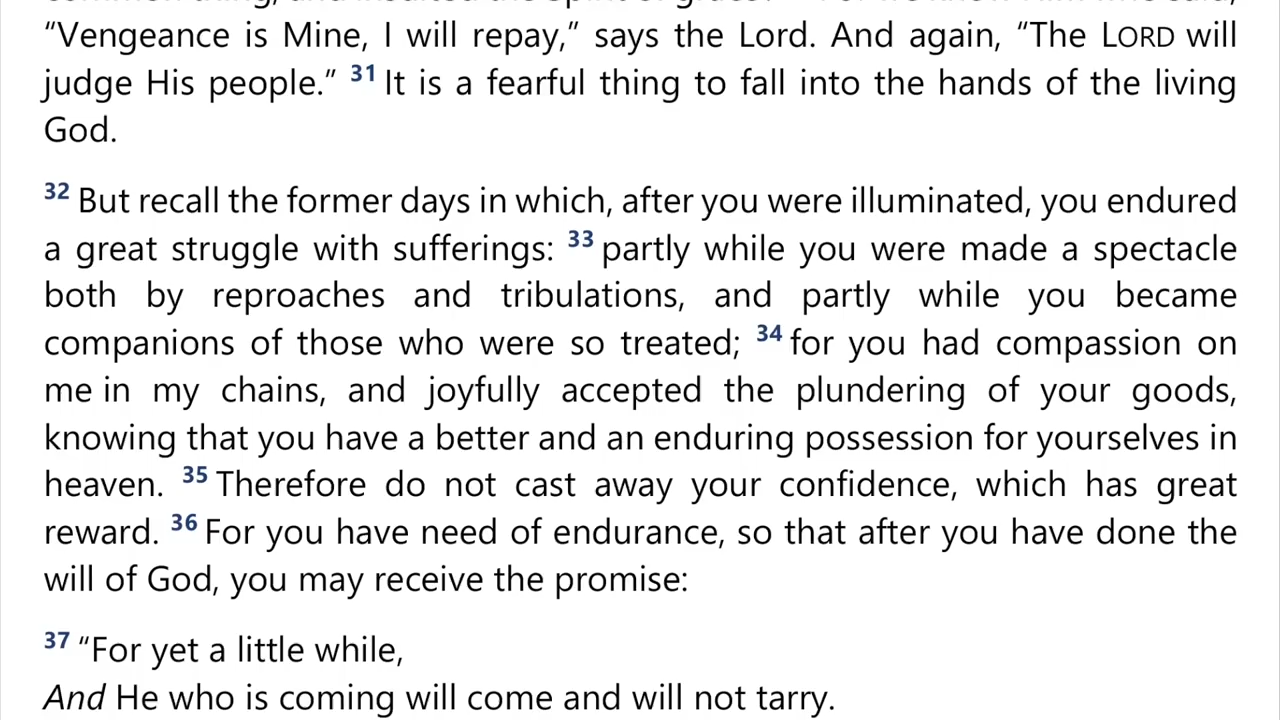 "Vengeance is Mine, I will repay," says the Lord. And again, "The LORD will
judge His people." 31 It is a fearful thing to fall into the hands of the living
God.
32 But recall the former days in which, after you were illuminated, you endured
a great struggle with sufferings: 33 partly while you were made a spectacle
both by reproaches and tribulations, and partly while you became
companions of those who were so treated; 34 for you had compassion on
me in my chains, and joyfully accepted the plundering of your goods,
knowing that you have a better and an enduring possession for yourselves in
heaven. 35 Therefore do not cast away your confidence, which has great
reward. 36 For you have need of endurance, so that after you have done the
will of God, you may receive the promise:
37 "For yet a little while,
And He who is coming will come and will not tarry.